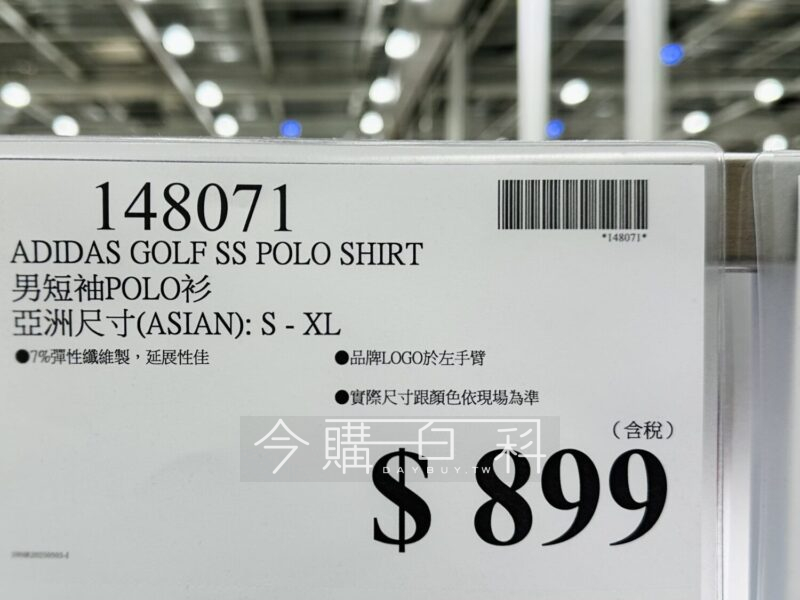 148071
*148071*
ADIDAS GOLF SS POLO SHIRT
男短袖POLO衫
亞洲尺寸(ASIAN): S - XL
●7%彈性纖維製，延展性佳
●品牌LOGO於左手臂
●實際尺寸跟顏色依現場為準
（含稅）
今購百科
DAYBUY.TW
$ 899